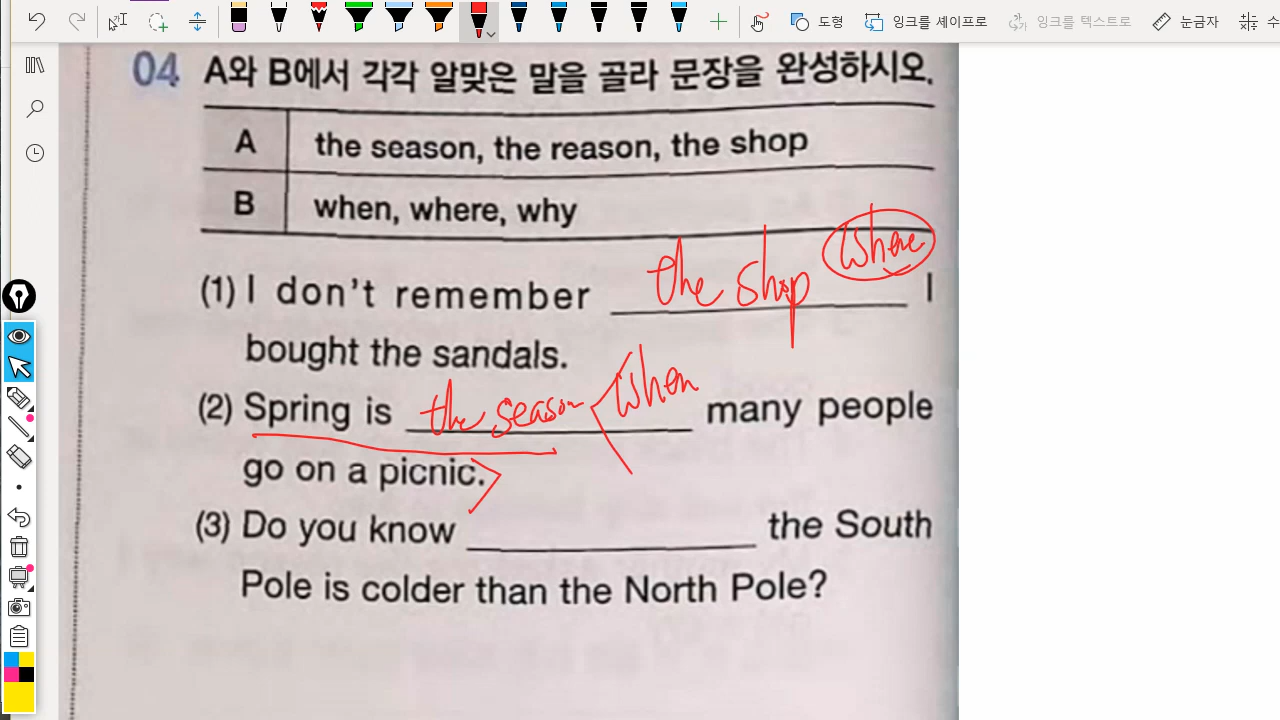 도형 잉크를 셰이프로 잉크를 텍스트로 눈금자 수
04 A와 B에서 각각 알맞은 말을 골라 문장을 완성하시오.
A the season, the reason, the shop
B when, where, why
(1) I don't remember the shop where I
bought the sandals.
(2) Spring is the season when many people
go on a picnic.
(3) Do you know the South
Pole is colder than the North Pole?